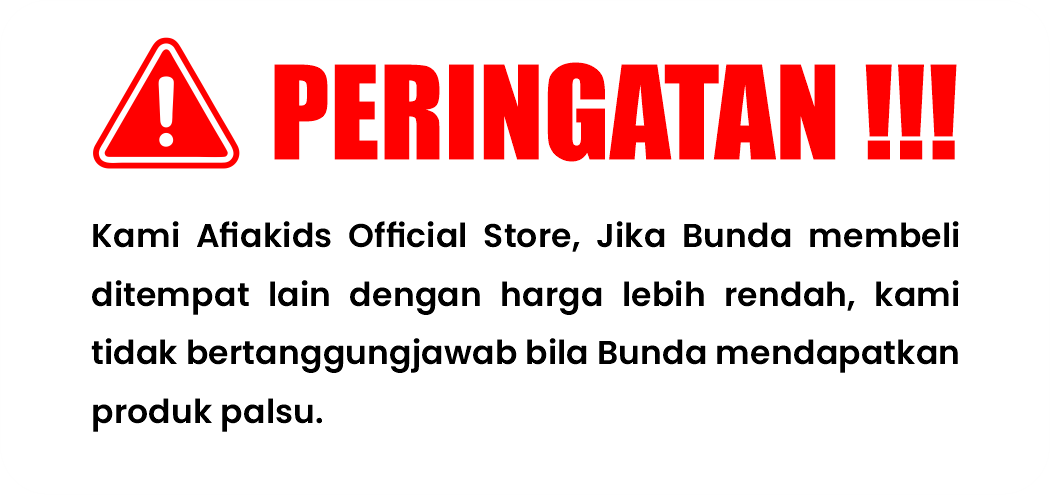 PERINGATAN !!!
Kami Afiakids Official Store, Jika Bunda membeli
ditempat lain dengan harga lebih rendah, kami
tidak bertanggungjawab bila Bunda mendapatkan
produk palsu.